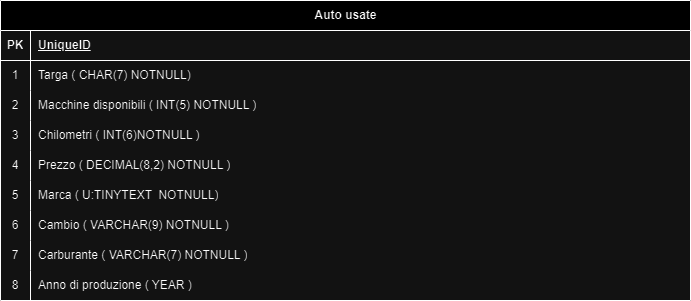 Auto usate
PK UniqueID
1 Targa ( CHAR(7) NOTNULL)
2 Macchine disponibili ( INT(5) NOTNULL )
3 Chilometri ( INT(6)NOTNULL )
4 Prezzo ( DECIMAL(8,2) NOTNULL )
5 Marca ( U:TINYTEXT  NOTNULL)
6 Cambio ( VARCHAR(9) NOTNULL )
7 Carburante ( VARCHAR(7) NOTNULL )
8 Anno di produzione ( YEAR )